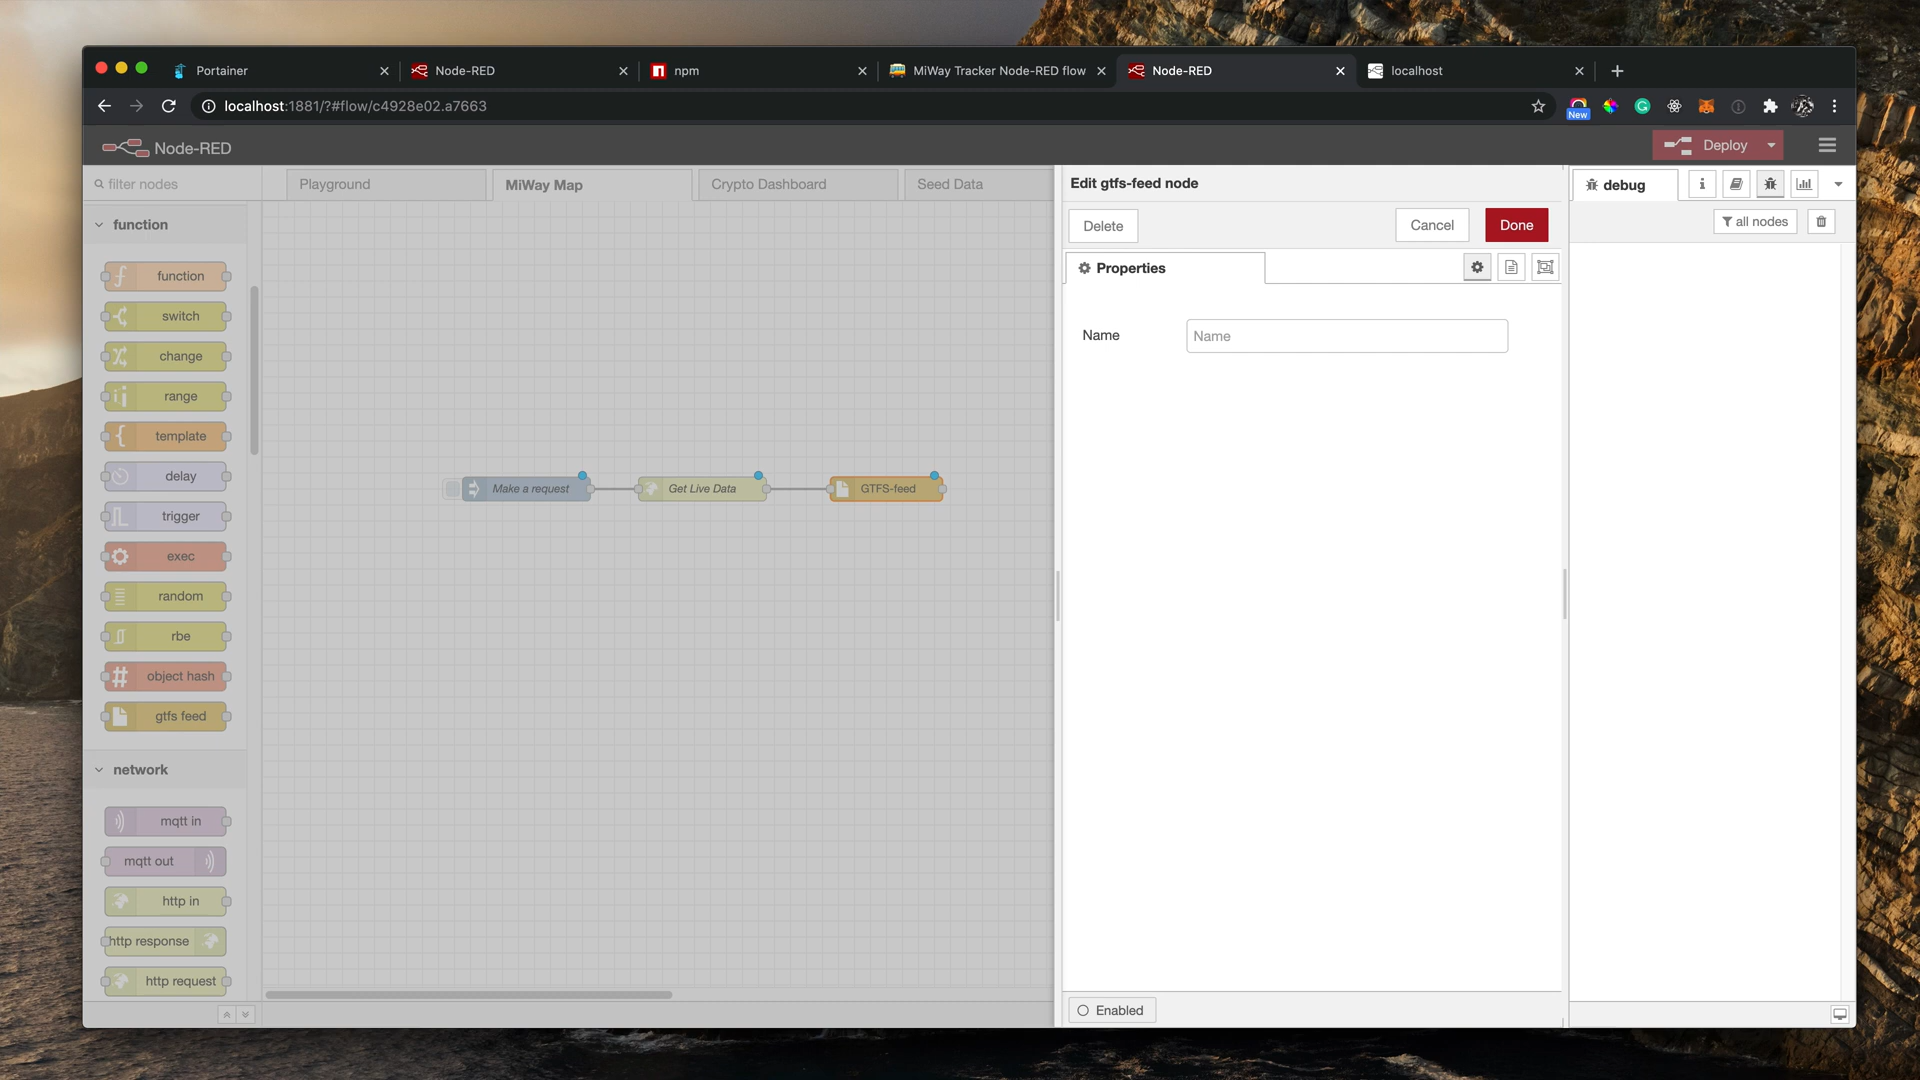 Portainer
Node-RED
npm
MiWay Tracker Node-RED flow
Node-RED
localhost
localhost:1881/?#flow/c4928e02.a7663
New
Node-RED
Deploy
filter nodes
Playground
MiWay Map
Crypto Dashboard
Seed Data
Edit gtfs-feed node
debug
Delete
Cancel
Done
all nodes
function
Properties
function
switch
change
range
template
delay
trigger
exec
random
rbe
object hash
gtfs feed
Name
Name
Make a request
Get Live Data
GTFS-feed
network
mqtt in
mqtt out
http in
http response
http request
Enabled